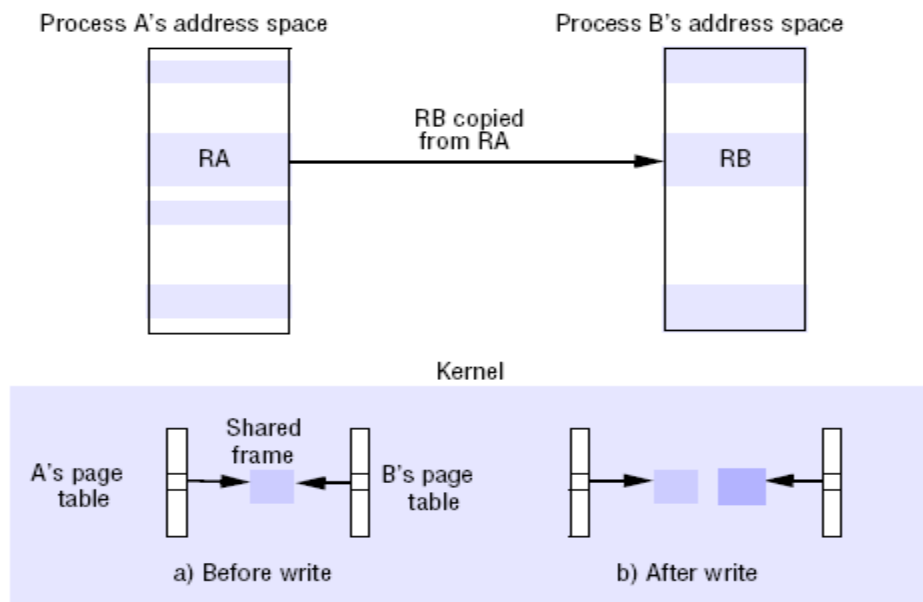 Process A's address space
Process B's address space
RB copied
from RA
RA
RB
Kernel
Shared
frame
A's page
table
B's page
table
a) Before write
b) After write